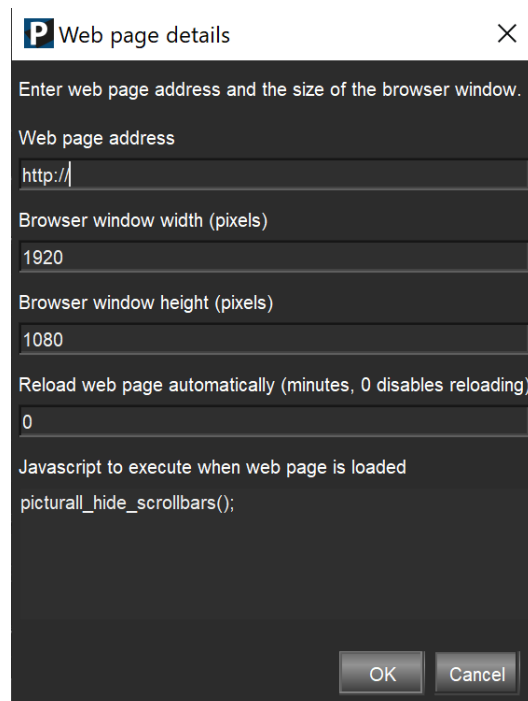 P Web page details
Enter web page address and the size of the browser window.
Web page address
http://
Browser window width (pixels)
1920
Browser window height (pixels)
1080
Reload web page automatically (minutes, 0 disables reloading)
0
Javascript to execute when web page is loaded
picturall_hide_scrollbars();
OK Cancel